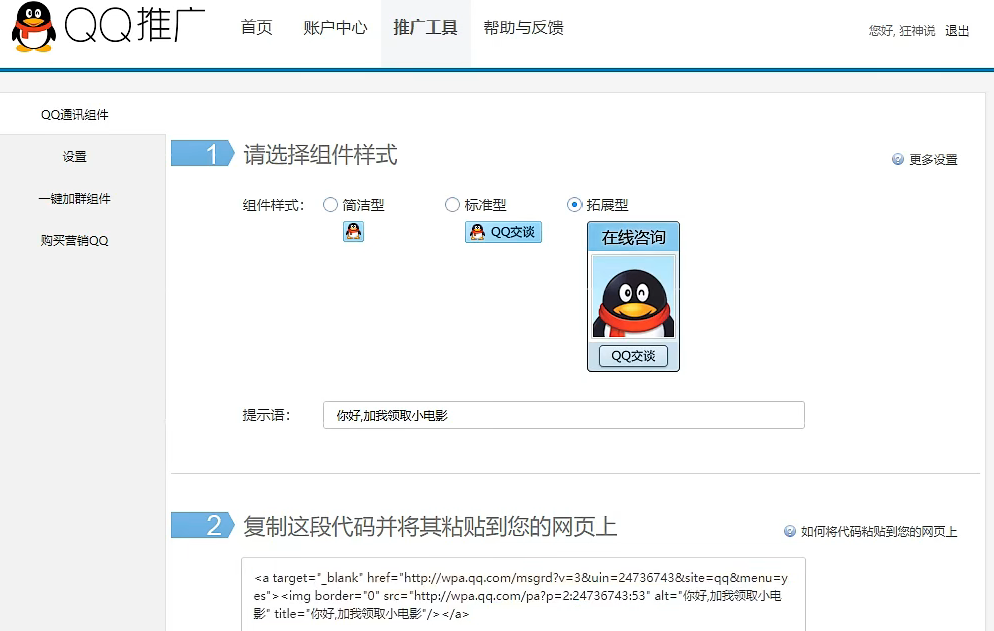 QQ推广
首页 账户中心 推广工具 帮助与反馈
您好, 狂神说 退出
QQ通讯组件
设置
一键加群组件
购买营销QQ
1 请选择组件样式
更多设置
组件样式： 简洁型 标准型 拓展型
QQ交谈
在线咨询
QQ交谈
提示语： 你好,加我领取小电影
2 复制这段代码并将其粘贴到您的网页上
如何将代码粘贴到您的网页上
<a target="_blank" href="http://wpa.qq.com/msgrd?v=3&uin=24736743&site=qq&menu=y
es"><img border="0" src="http://wpa.qq.com/pa?p=2:24736743:53" alt="你好,加我领取小电
影" title="你好,加我领取小电影"/></a>